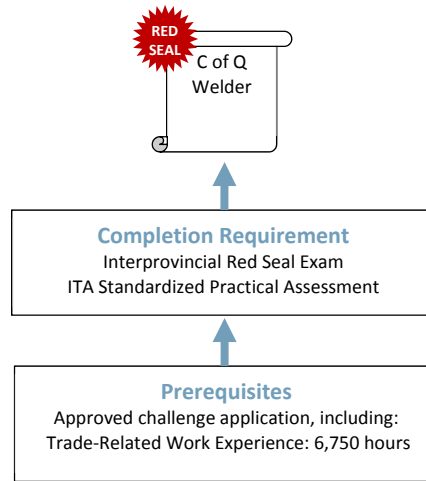 RED
SEAL
C of Q
Welder
Completion Requirement
Interprovincial Red Seal Exam
ITA Standardized Practical Assessment
Prerequisites
Approved challenge application, including:
Trade-Related Work Experience: 6,750 hours